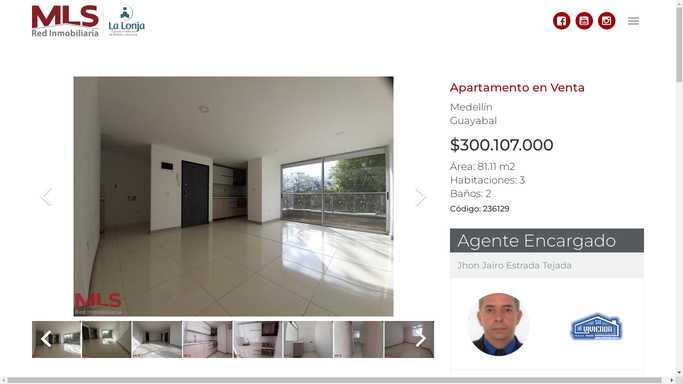 MLS
Red Inmobiliaria
La Lonja
Apartamento en Venta
Medellín
Guayabal
$300.107.000
Área: 81.11 m2
Habitaciones: 3
Baños: 2
Código: 236129
Agente Encargado
Jhon Jairo Estrada Tejada
MLS
Red Inmobiliaria
VIVIENDA